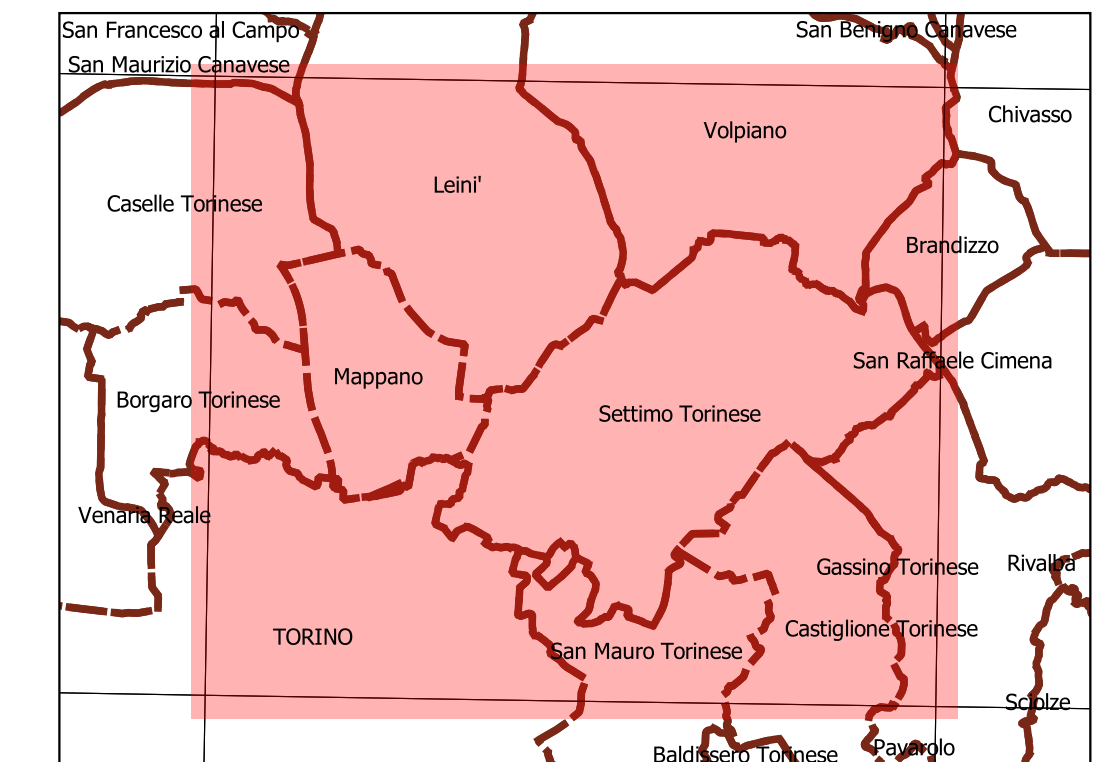 San Francesco al Campo
San Benigno Canavese
San Maurizio Canavese
Chivasso
Volpiano
Leini'
Caselle Torinese
Brandizzo
San Raffaele Cimena
Mappano
Borgaro Torinese
Settimo Torinese
Venaria Reale
Rivalba
Gassino Torinese
Castiglione Torinese
TORINO
San Mauro Torinese
Sciolze
Pavarolo
Baldissero Torinese